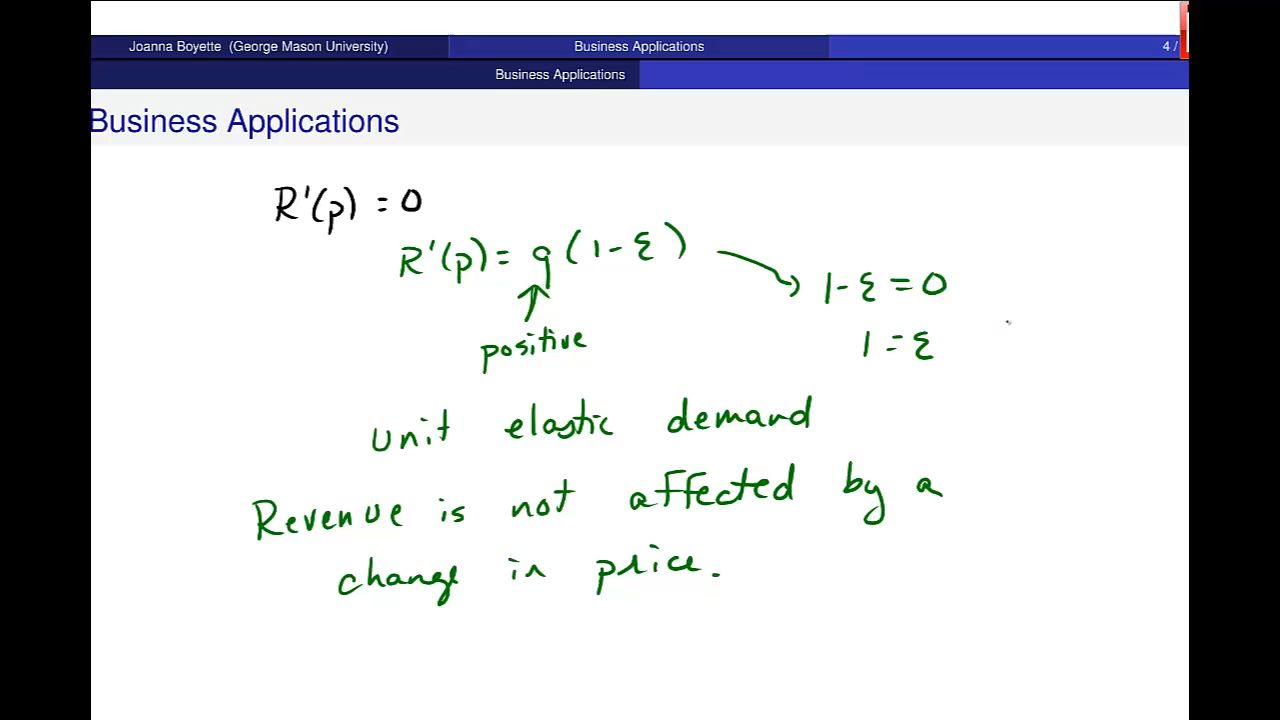 Joanna Boyette (George Mason University) Business Applications 4 /
Business Applications
Business Applications
R'(p) = 0
R'(p) = q (1 - ε)
1 - ε = 0
positive
1 = ε
unit elastic demand
Revenue is not affected by a
change in price.